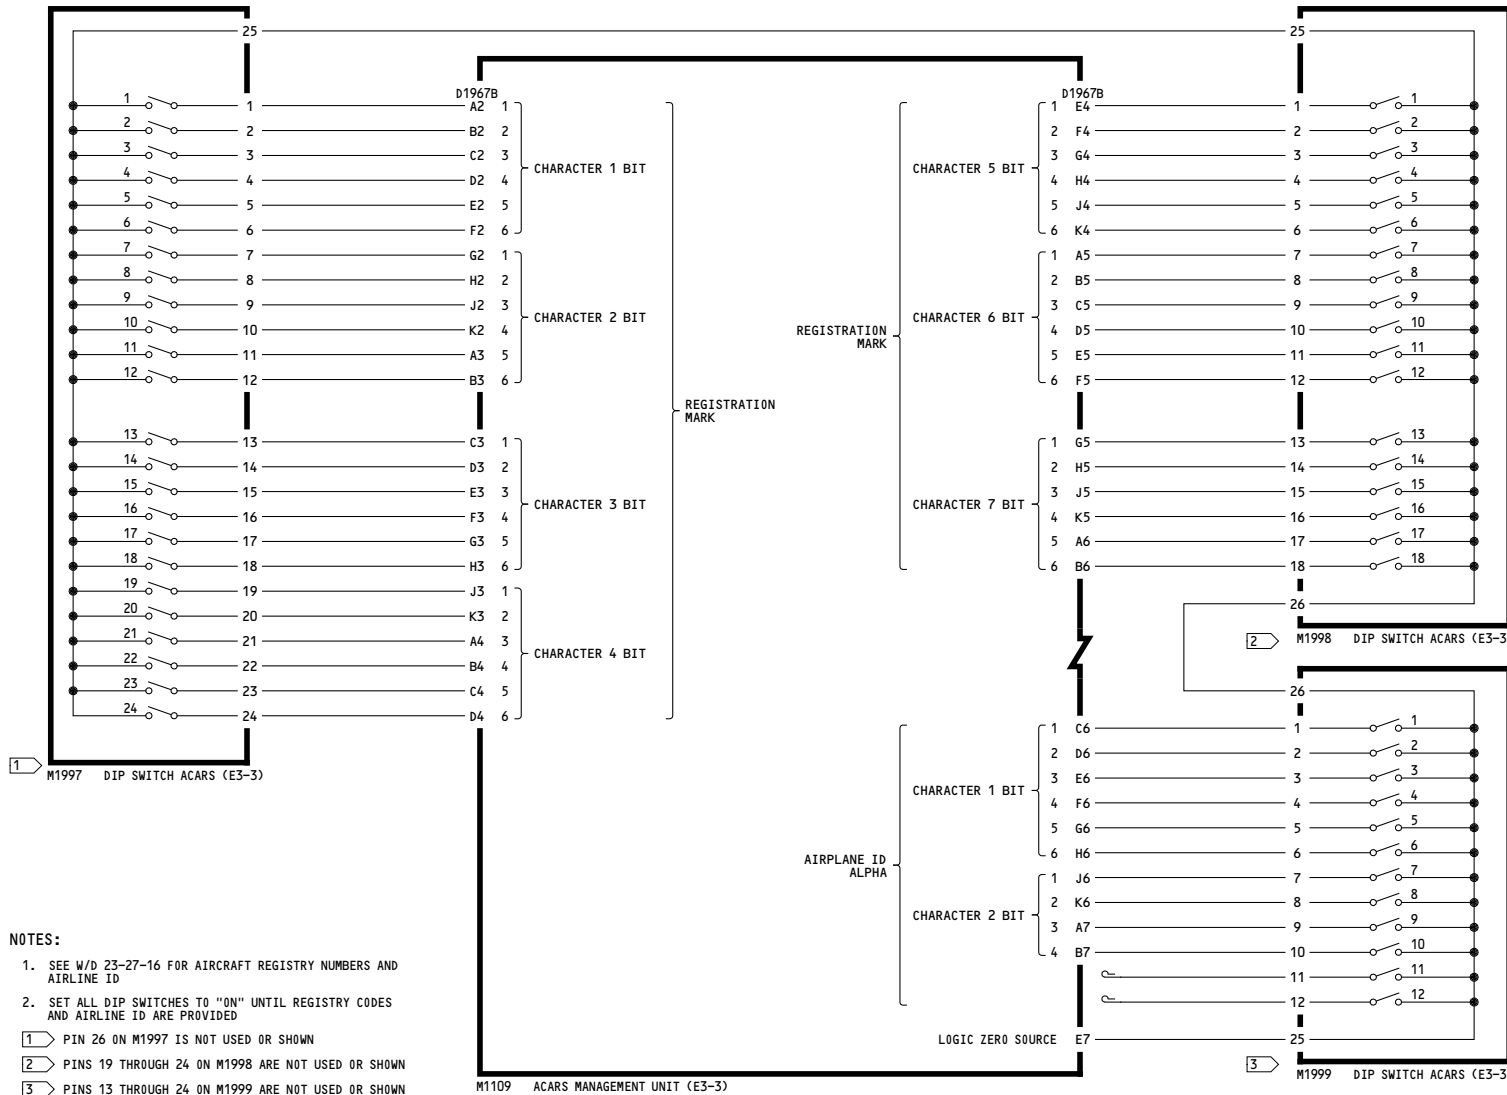 25 25
D1967B D1967B
1 1 A2 1 1 E4 1 1
2 2 B2 2 2 F4 2 2
3 3 C2 3 3 G4 3 3
CHARACTER 1 BIT CHARACTER 5 BIT
4 4 D2 4 4 H4 4 4
5 5 E2 5 5 J4 5 5
6 6 F2 6 6 K4 6 6
7 7 G2 1 1 A5 7 7
8 8 H2 2 2 B5 8 8
9 9 J2 3 3 C5 9 9
CHARACTER 2 BIT CHARACTER 6 BIT
10 10 K2 4 REGISTRATION 4 D5 10 10
MARK
11 11 A3 5 5 E5 11 11
12 12 B3 6 6 F5 12 12
REGISTRATION
MARK
13 13 C3 1 1 G5 13 13
14 14 D3 2 2 H5 14 14
15 15 E3 3 3 J5 15 15
CHARACTER 3 BIT CHARACTER 7 BIT
16 16 F3 4 4 K5 16 16
17 17 G3 5 5 A6 17 17
18 18 H3 6 6 B6 18 18
19 19 J3 1
26
20 20 K3 2
21 21 A4 3
2 M1998 DIP SWITCH ACARS (E3-3
CHARACTER 4 BIT
22 22 B4 4
23 23 C4 5 26
24 24 D4 6
1 C6 1 1
2 D6 2 2
1 M1997 DIP SWITCH ACARS (E3-3)
3 E6 3 3
CHARACTER 1 BIT
4 F6 4 4
5 G6 5 5
6 H6 6 6
AIRPLANE ID
ALPHA
1 J6 7 7
2 K6 8 8
CHARACTER 2 BIT
3 A7 9 9
4 B7 10 10
11 11
12 12
LOGIC ZERO SOURCE E7 25
3 M1999 DIP SWITCH ACARS (E3-3
M1109 ACARS MANAGEMENT UNIT (E3-3)
NOTES:
1. SEE W/D 23-27-16 FOR AIRCRAFT REGISTRY NUMBERS AND
AIRLINE ID
2. SET ALL DIP SWITCHES TO "ON" UNTIL REGISTRY CODES
AND AIRLINE ID ARE PROVIDED
1 PIN 26 ON M1997 IS NOT USED OR SHOWN
2 PINS 19 THROUGH 24 ON M1998 ARE NOT USED OR SHOWN
3 PINS 13 THROUGH 24 ON M1999 ARE NOT USED OR SHOWN